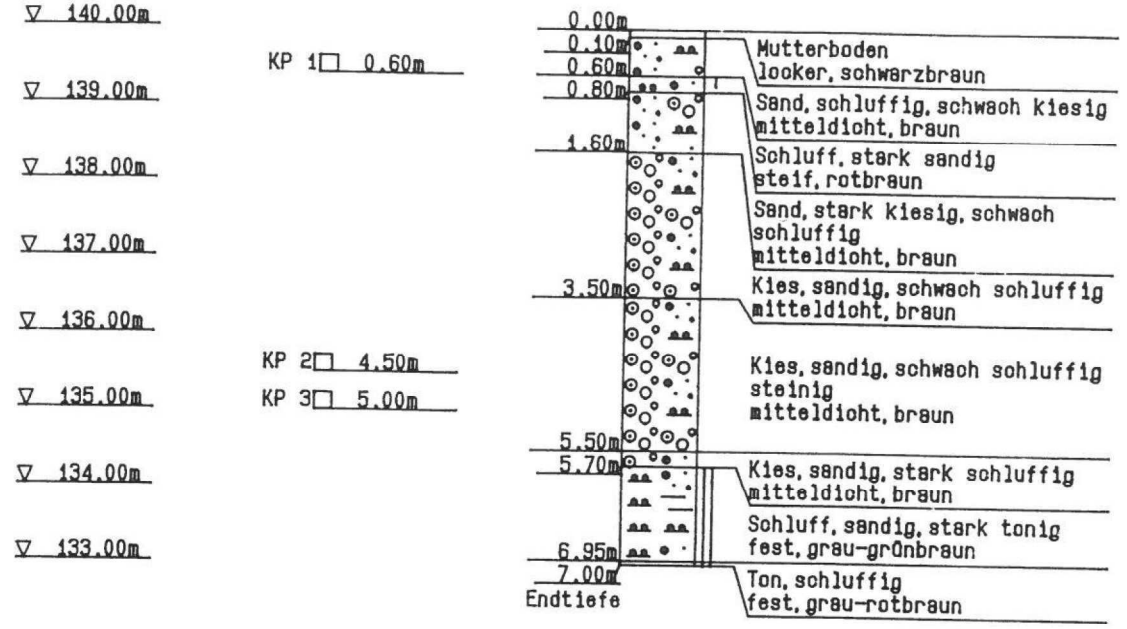 140.00m
139.00m
138.00m
137.00m
136.00m
135.00m
134.00m
133.00m
KP 1 0.60m
KP 2 4.50m
KP 3 5.00m
0.00m
0.10m
0.60m
0.80m
1.60m
3.50m
5.50m
5.70m
6.95m
7.00m
Endtiefe
Mutterboden
locker, schwarzbraun
Sand, schluffig, schwach kiesig
mitteldicht, braun
Schluff, stark sandig
steif, rotbraun
Sand, stark kiesig, schwach
schluffig
mitteldicht, braun
Kies, sandig, schwach schluffig
mitteldicht, braun
Kies, sandig, schwach schluffig
steinig
mitteldicht, braun
Kies, sandig, stark schluffig
mitteldicht, braun
Schluff, sandig, stark tonig
fest, grau-grünbraun
Ton, schluffig
fest, grau-rotbraun